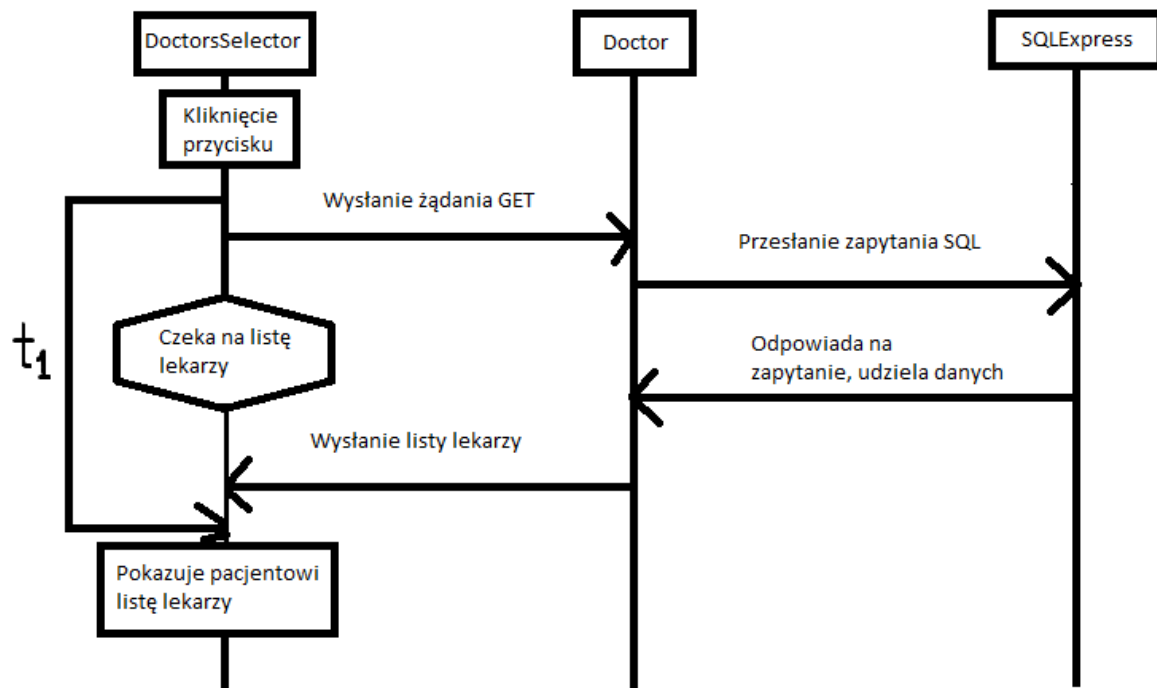 DoctorsSelector
Doctor
SQLExpress
Kliknięcie
przycisku
Wysłanie żądania GET
Przesłanie zapytania SQL
t1
Czeka na listę
lekarzy
Odpowiada na
zapytanie, udziela danych
Wysłanie listy lekarzy
Pokazuje pacjentowi
listę lekarzy